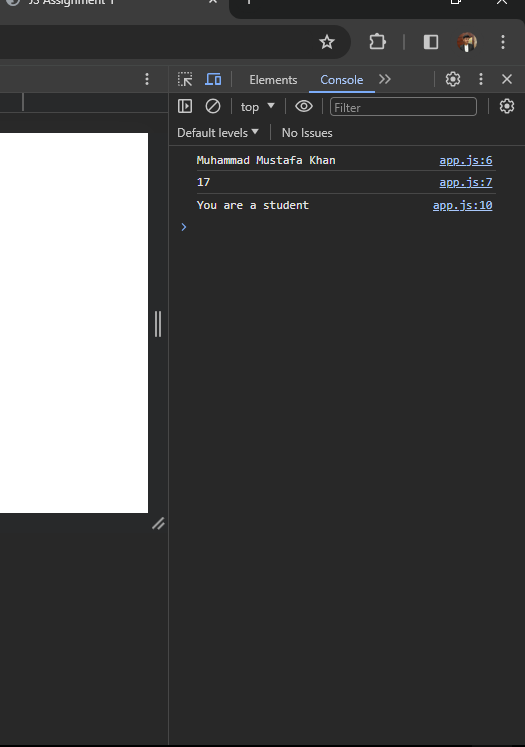 JS Assignment 1
Elements Console
top Filter
Default levels No Issues
Muhammad Mustafa Khan app.js:6
17 app.js:7
You are a student app.js:10